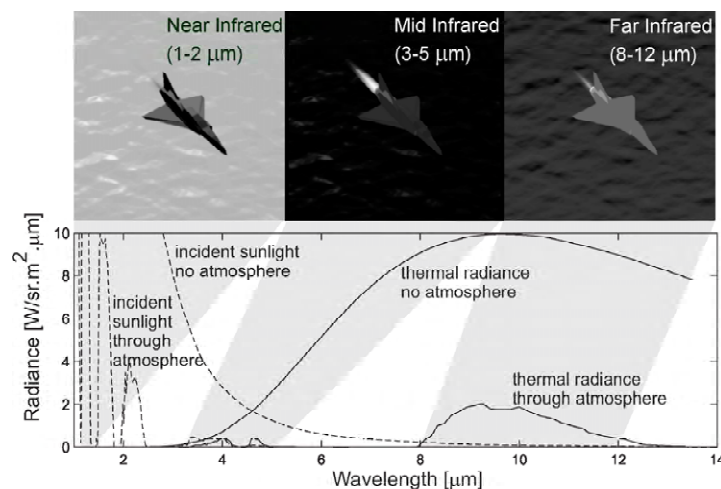 Near Infrared
(1-2 μm)
Mid Infrared
(3-5 μm)
Far Infrared
(8-12 μm)
Radiance [W/sr.m².μm]
10
8
6
4
2
0
incident sunlight
no atmosphere
incident
sunlight
through
atmosphere
thermal radiance
no atmosphere
thermal radiance
through atmosphere
2
4
6
8
10
12
14
Wavelength [μm]